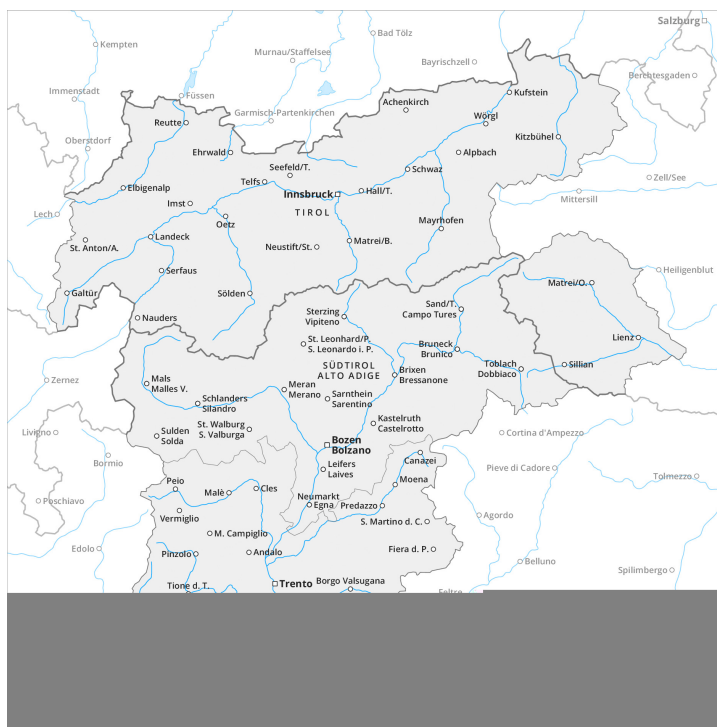 Salzburg
Bad Tölz
Kempten
Murnau/Staffelsee
Bayrischzell
Berchtesgaden
Immenstadt
Füssen
Kufstein
Achenkirch
Garmisch-Partenkirchen
Wörgl
Reutte
Kitzbühel
Oberstdorf
Ehrwald
Alpbach
Seefeld/T.
Schwaz
Telfs
Zell/See
Elbigenalp
Hall/T.
Innsbruck
Mittersill
Imst
TIROL
Lech
Oetz
Mayrhofen
Landeck
Matrei/B.
St. Anton/A.
Neustift/St.
Serfaus
Heiligenblut
Matrei/O.
Galtür
Sölden
Sand/T.
Campo Tures
Sterzing
Vipiteno
Nauders
St. Leonhard/P.
S. Leonardo i. P.
Lienz
Bruneck
Brunico
Toblach
Dobbiaco
Sillian
SÜDTIROL
ALTO ADIGE
Brixen
Bressanone
Zernez
Mals
Malles V.
Meran
Merano
Sarnthein
Sarentino
Schlanders
Silandro
St. Walburg
S. Valburga
Kastelruth
Castelrotto
Sulden
Solda
Livigno
Cortina d'Ampezzo
Bozen
Bolzano
Canazei
Bormio
Leifers
Laives
Pieve di Cadore
Tolmezzo
Peio
Malè
Cles
Moena
Neumarkt
Egna
Predazzo
Poschiavo
Vermiglio
S. Martino d. C.
Agordo
M. Campiglio
Edolo
Pinzolo
Andalo
Fiera d. P.
Belluno
Spilimbergo
Tione d. T.
Trento
Borgo Valsugana
Feltre